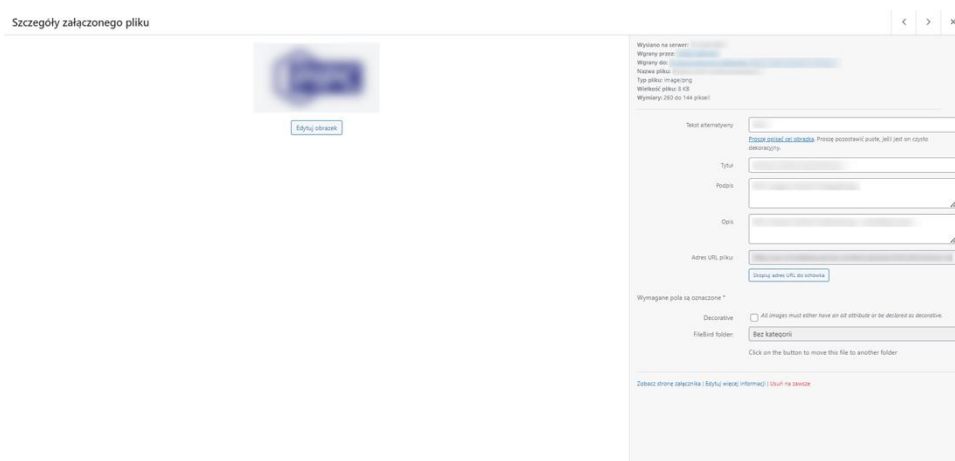 Szczegóły załączonego pliku
Edytuj obrazek
Wysłano na serwer:
Wgrany przez:
Wgrany do:
Nazwa pliku:
Typ pliku: image/png
Wielkość pliku: 6 KB
Wymiary: 260 do 144 piksel
Tekst alternatywny
Proszę opisać cel obrazka. Proszę pozostawić puste, jeśli jest on czysto
dekoracyjny.
Tytuł
Podpis
Opis
Adres URL pliku:
Skopiuj adres URL do schowka
Wymagane pola są oznaczone *
Decorative
All images must either have an alt attribute or be declared as decorative.
FileBird folder:
Bez kategorii
Click on the button to move this file to another folder
Zobacz stronę załącznika | Edytuj więcej informacji | Usuń na zawsze